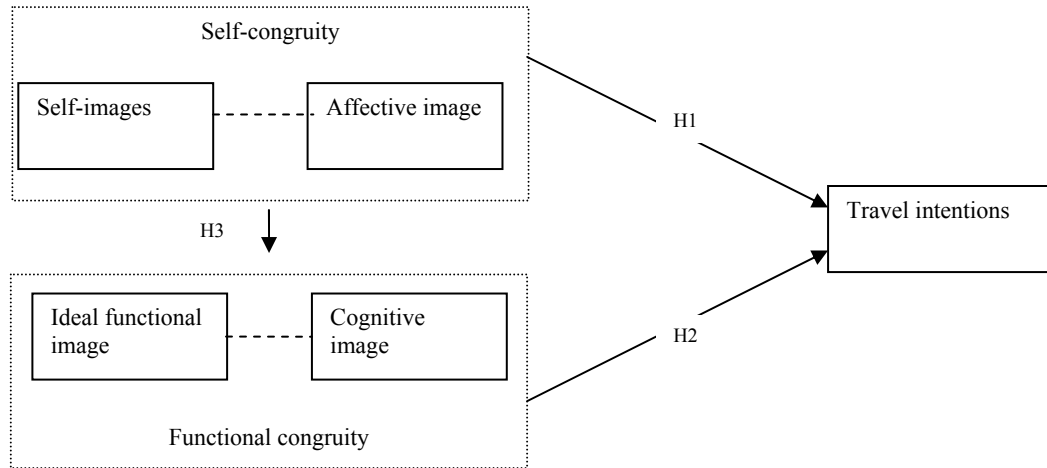 Self-congruity
Self-images
Affective image
H1
Travel intentions
H3
Ideal functional
image
Cognitive
image
H2
Functional congruity